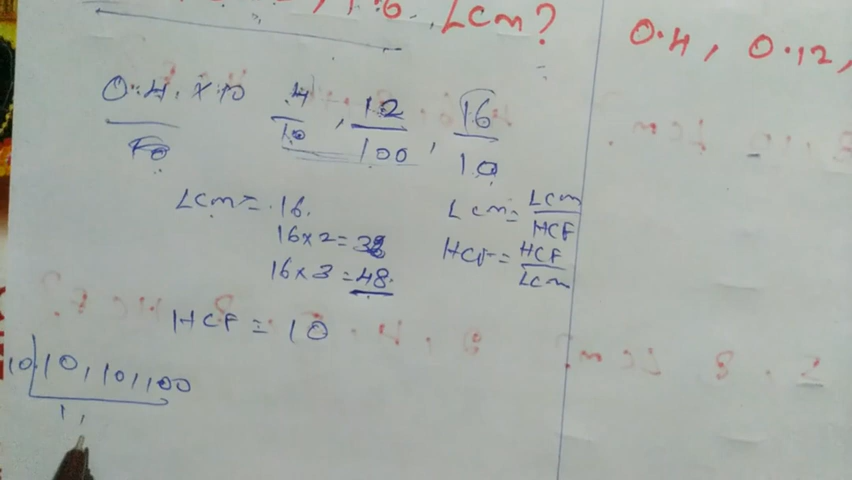 , 1.6. Lcm?
0.4, 0.12,
0.4 × 10
10
4/10, 12/100, 16/10
Lcm = 16.
16×2=32
16×3=48.
Lcm = Lcm/HCF
HCF = HCF/Lcm
HCF = 10
10 10, 10, 100
1,